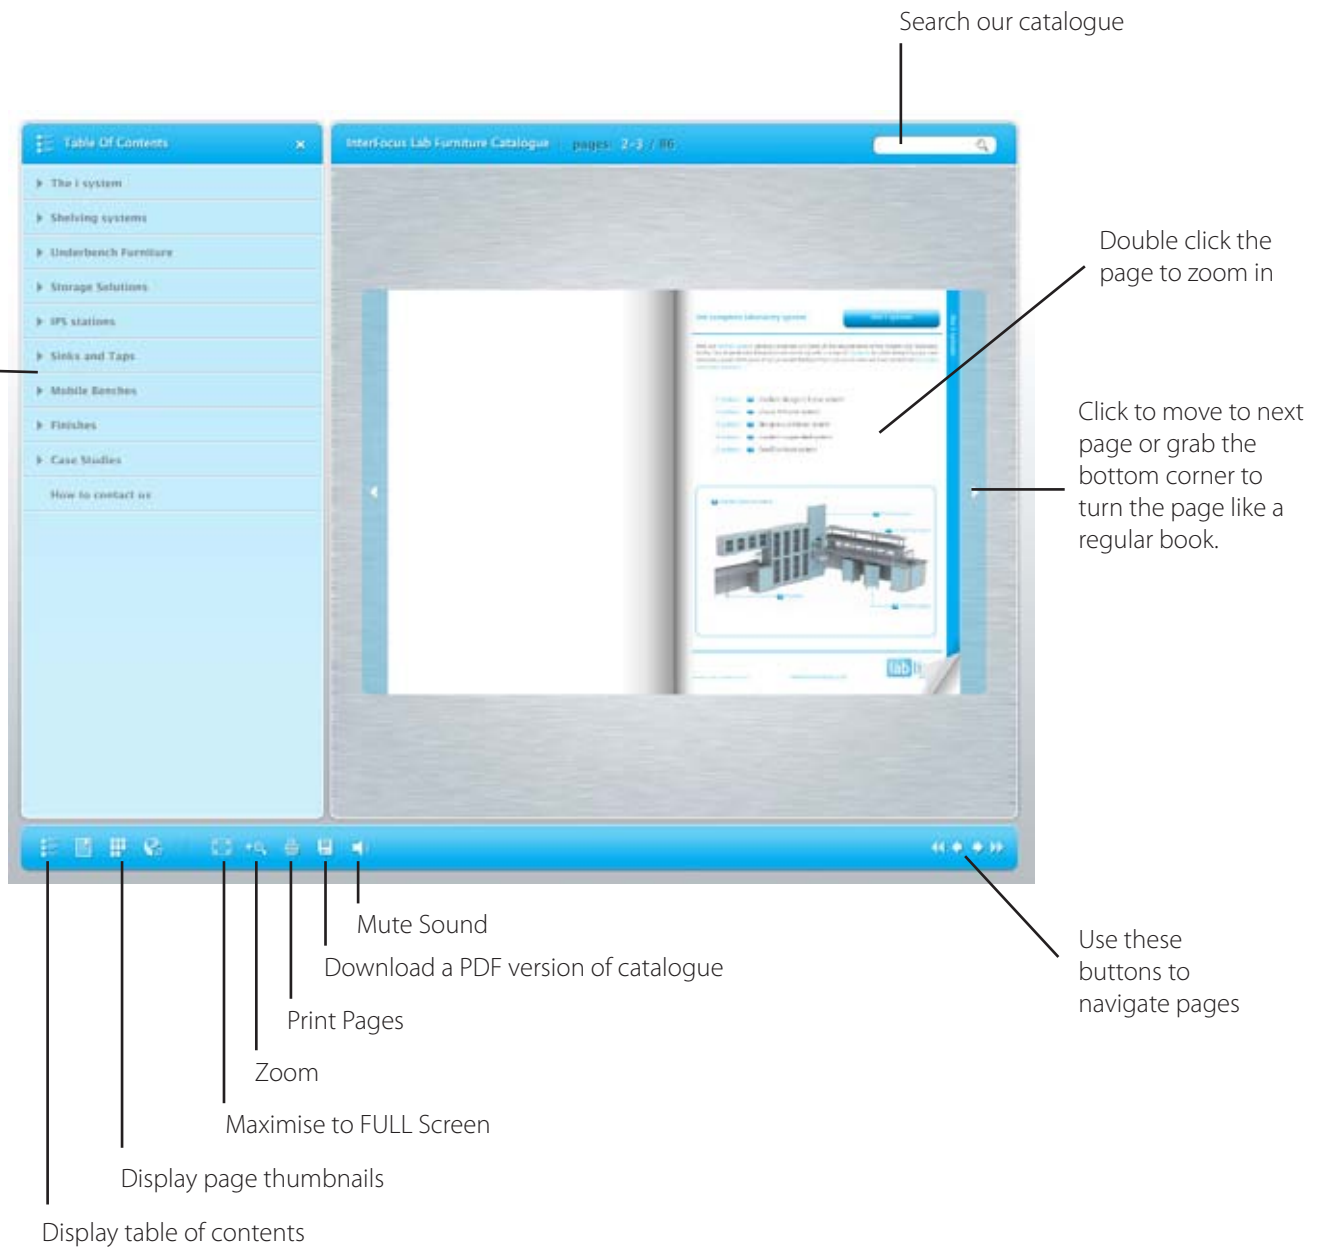 Search our catalogue
Table Of Contents
InterFocus Lab Furniture Catalogue pages: 2-3 / 86
The i system
Shelving systems
Underbench Furniture
Storage Solutions
IPS stations
Sinks and Taps
Mobile Benches
Finishes
Case Studies
How to contact us
the complete laboratory system
lab
Double click the
page to zoom in
Click to move to next
page or grab the
bottom corner to
turn the page like a
regular book.
Use these
buttons to
navigate pages
Mute Sound
Download a PDF version of catalogue
Print Pages
Zoom
Maximise to FULL Screen
Display page thumbnails
Display table of contents